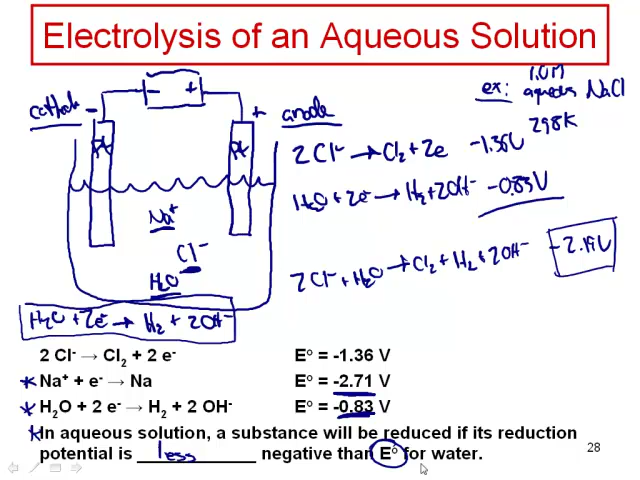 Electrolysis of an Aqueous Solution
ex: 1.0M aqueous NaCl
298K
cathode - - + + anode
Pt Pt
2Cl⁻ → Cl₂ + 2e -1.36V
H₂O + 2e⁻ → H₂ + 2OH⁻ -0.83V
Na⁺
Cl⁻
H₂O
2Cl⁻ + H₂O → Cl₂ + H₂ + 2OH⁻ -2.19V
H₂O + 2e⁻ → H₂ + 2OH⁻
2 Cl⁻ → Cl₂ + 2 e⁻ E° = -1.36 V
* Na⁺ + e⁻ → Na E° = -2.71 V
* H₂O + 2 e⁻ → H₂ + 2 OH⁻ E° = -0.83 V
* In aqueous solution, a substance will be reduced if its reduction
potential is less negative than E° for water.
28